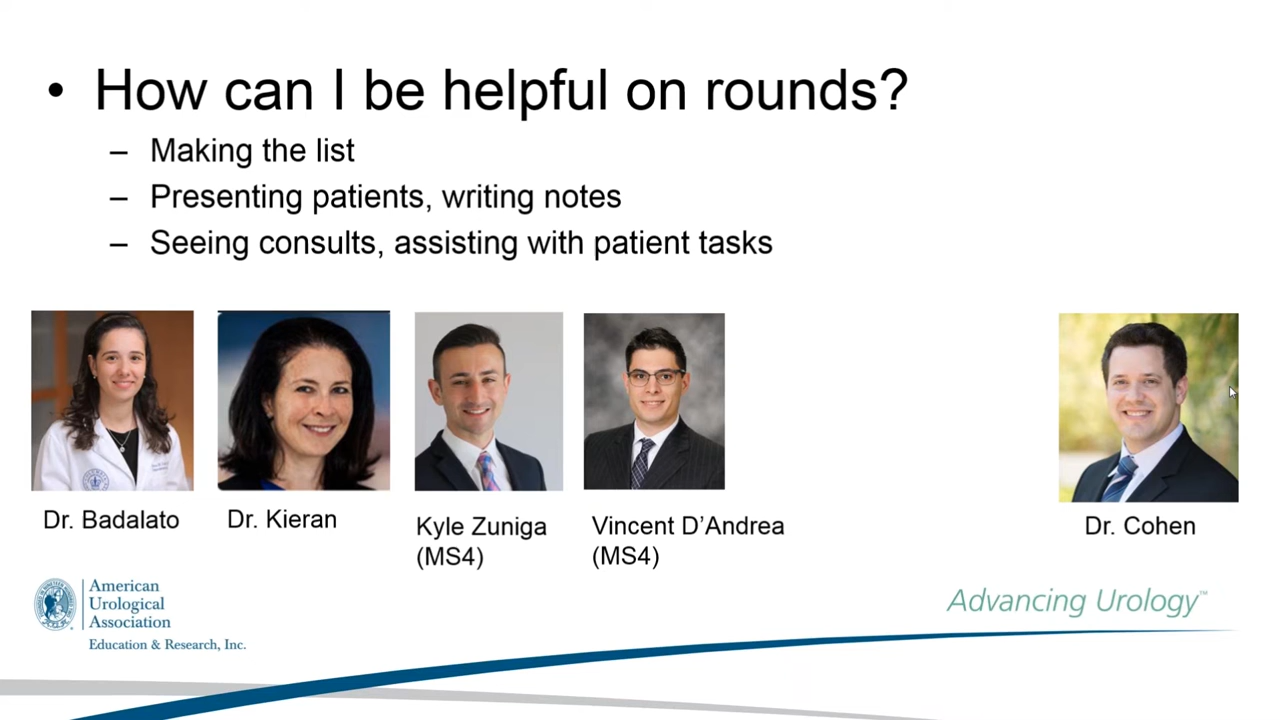 • How can I be helpful on rounds?
– Making the list
– Presenting patients, writing notes
– Seeing consults, assisting with patient tasks
Dr. Badalato
Dr. Kieran
Kyle Zuniga
(MS4)
Vincent D’Andrea
(MS4)
Dr. Cohen
American
Urological
Association
Education & Research, Inc.
Advancing Urology™